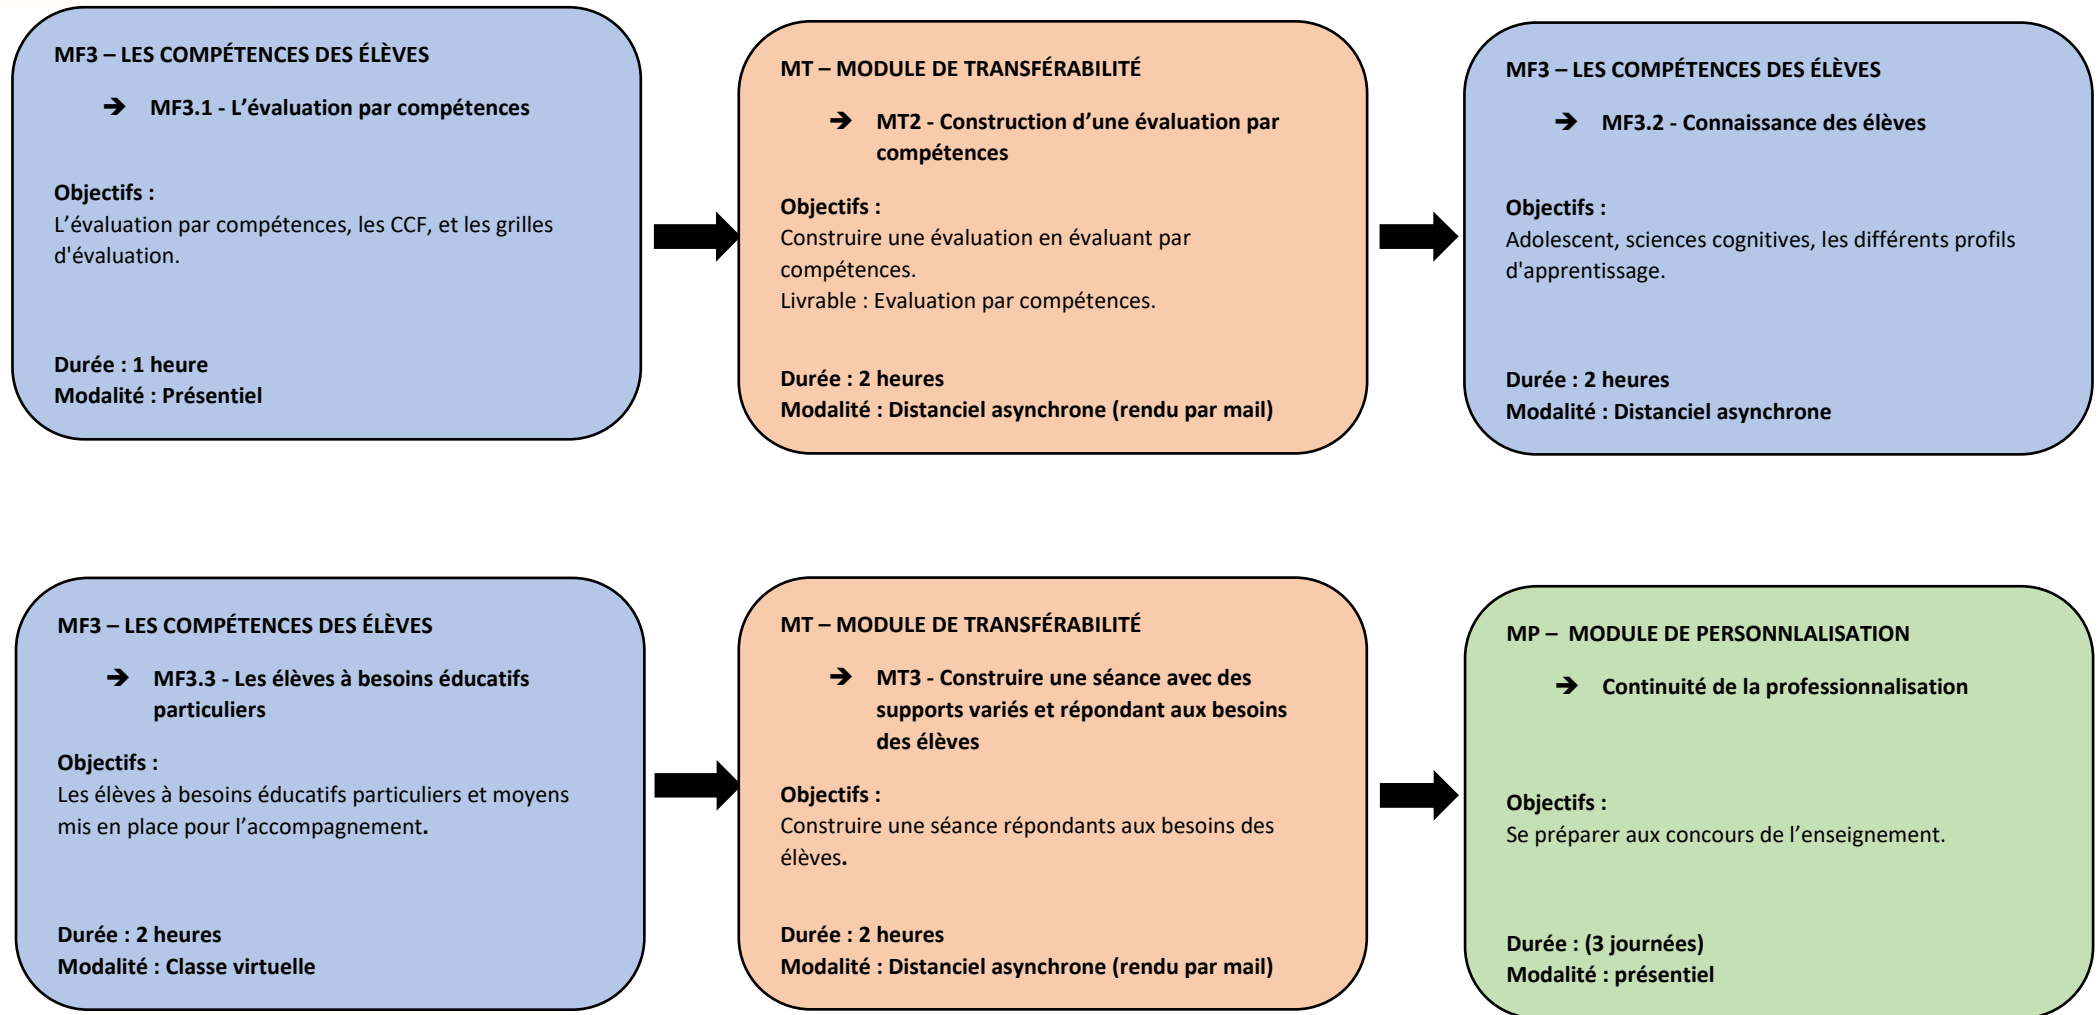 MF3 – LES COMPÉTENCES DES ÉLÈVES
➔ MF3.1 - L’évaluation par compétences
Objectifs :
L’évaluation par compétences, les CCF, et les grilles
d'évaluation.
Durée : 1 heure
Modalité : Présentiel
MT – MODULE DE TRANSFÉRABILITÉ
➔ MT2 - Construction d’une évaluation par
compétences
Objectifs :
Construire une évaluation en évaluant par
compétences.
Livrable : Evaluation par compétences.
Durée : 2 heures
Modalité : Distanciel asynchrone (rendu par mail)
MF3 – LES COMPÉTENCES DES ÉLÈVES
➔ MF3.2 - Connaissance des élèves
Objectifs :
Adolescent, sciences cognitives, les différents profils
d'apprentissage.
Durée : 2 heures
Modalité : Distanciel asynchrone
MF3 – LES COMPÉTENCES DES ÉLÈVES
➔ MF3.3 - Les élèves à besoins éducatifs
particuliers
Objectifs :
Les élèves à besoins éducatifs particuliers et moyens
mis en place pour l’accompagnement.
Durée : 2 heures
Modalité : Classe virtuelle
MT – MODULE DE TRANSFÉRABILITÉ
➔ MT3 - Construire une séance avec des
supports variés et répondant aux besoins
des élèves
Objectifs :
Construire une séance répondants aux besoins des
élèves.
Durée : 2 heures
Modalité : Distanciel asynchrone (rendu par mail)
MP – MODULE DE PERSONNLALISATION
➔ Continuité de la professionnalisation
Objectifs :
Se préparer aux concours de l’enseignement.
Durée : (3 journées)
Modalité : présentiel